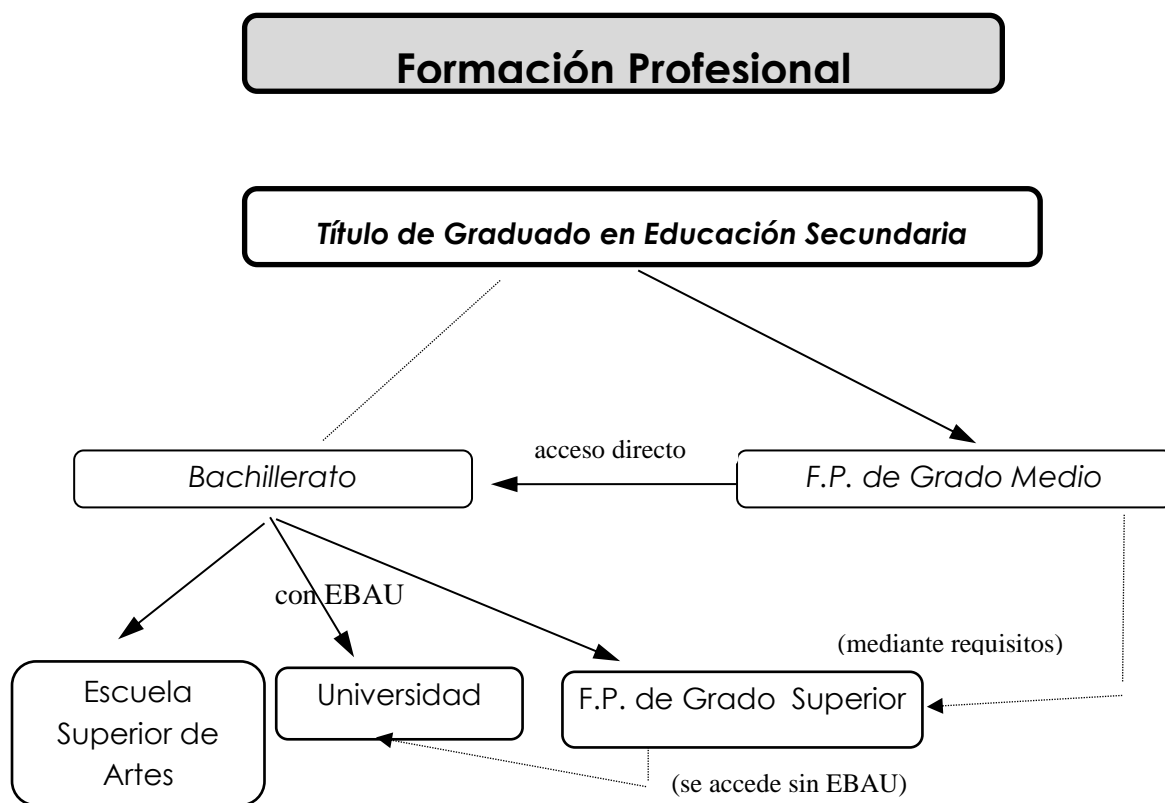 Formación Profesional
Título de Graduado en Educación Secundaria
acceso directo
Bachillerato
F.P. de Grado Medio
con EBAU
(mediante requisitos)
Escuela
Superior de
Artes
Universidad
F.P. de Grado Superior
(se accede sin EBAU)